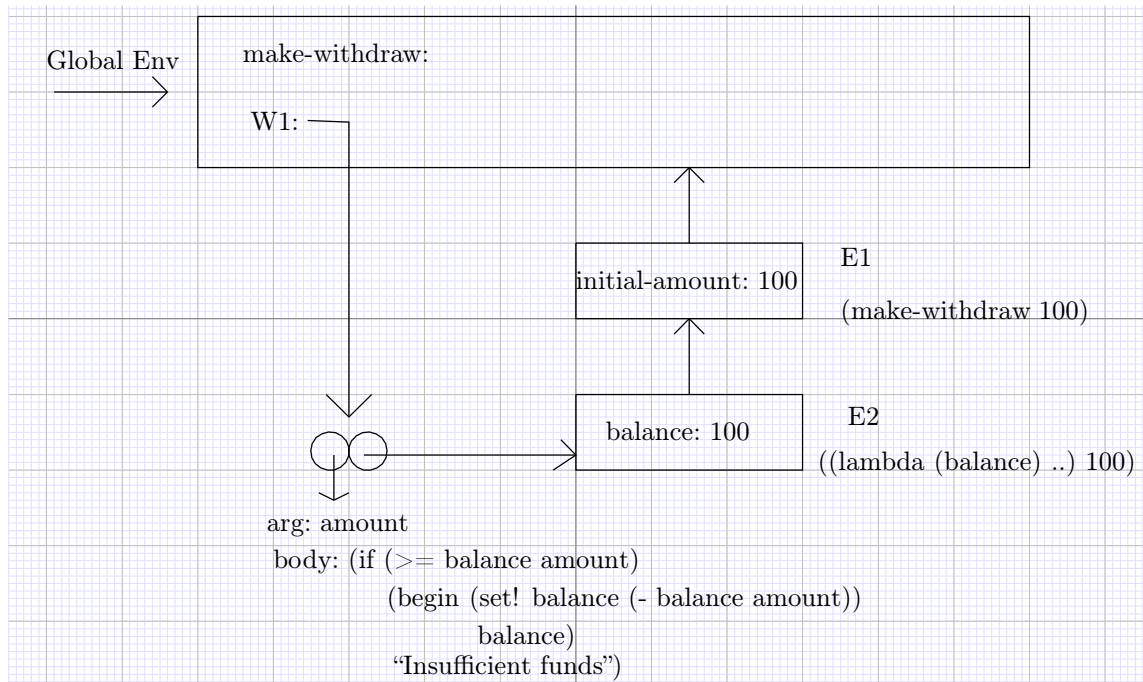 Global Env
make-withdraw:
W1:
E1
initial-amount: 100
(make-withdraw 100)
E2
balance: 100
((lambda (balance) ..) 100)
arg: amount
body: (if (>= balance amount)
(begin (set! balance (- balance amount))
balance)
“Insufficient funds”)